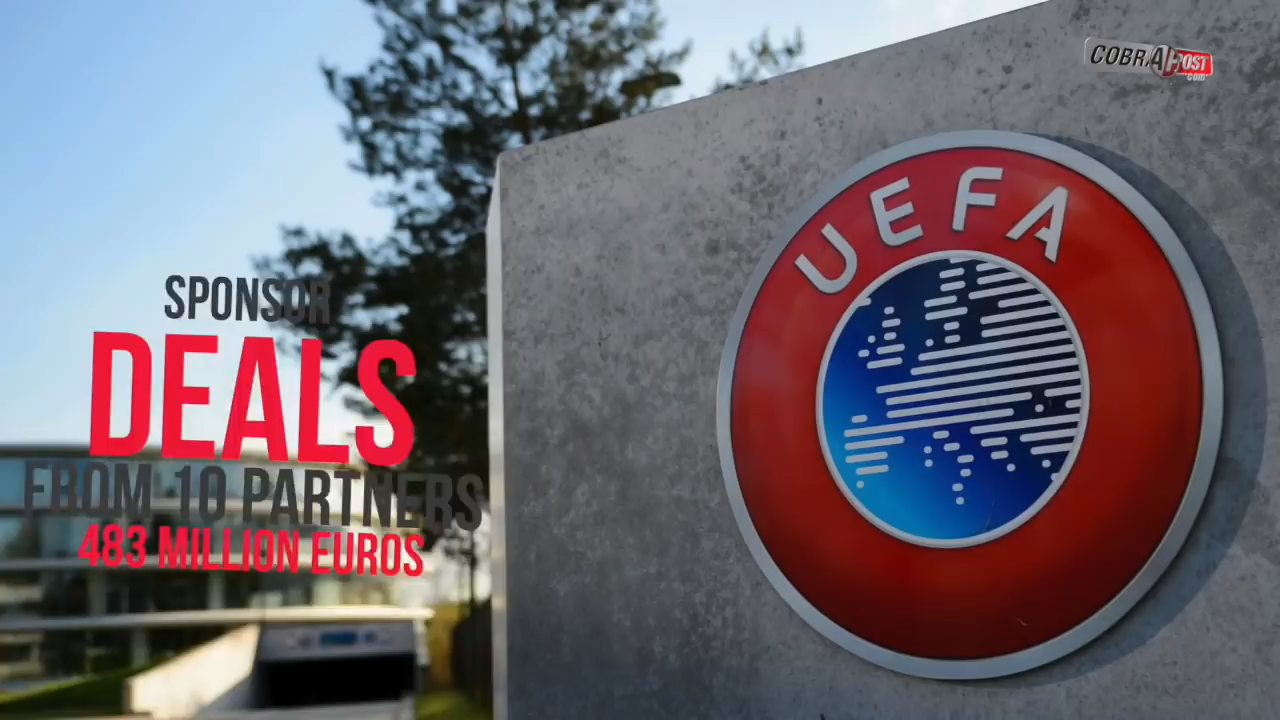 COBRAPOST
.com
UEFA
SPONSOR
DEALS
FROM 10 PARTNERS
483 MILLION EUROS